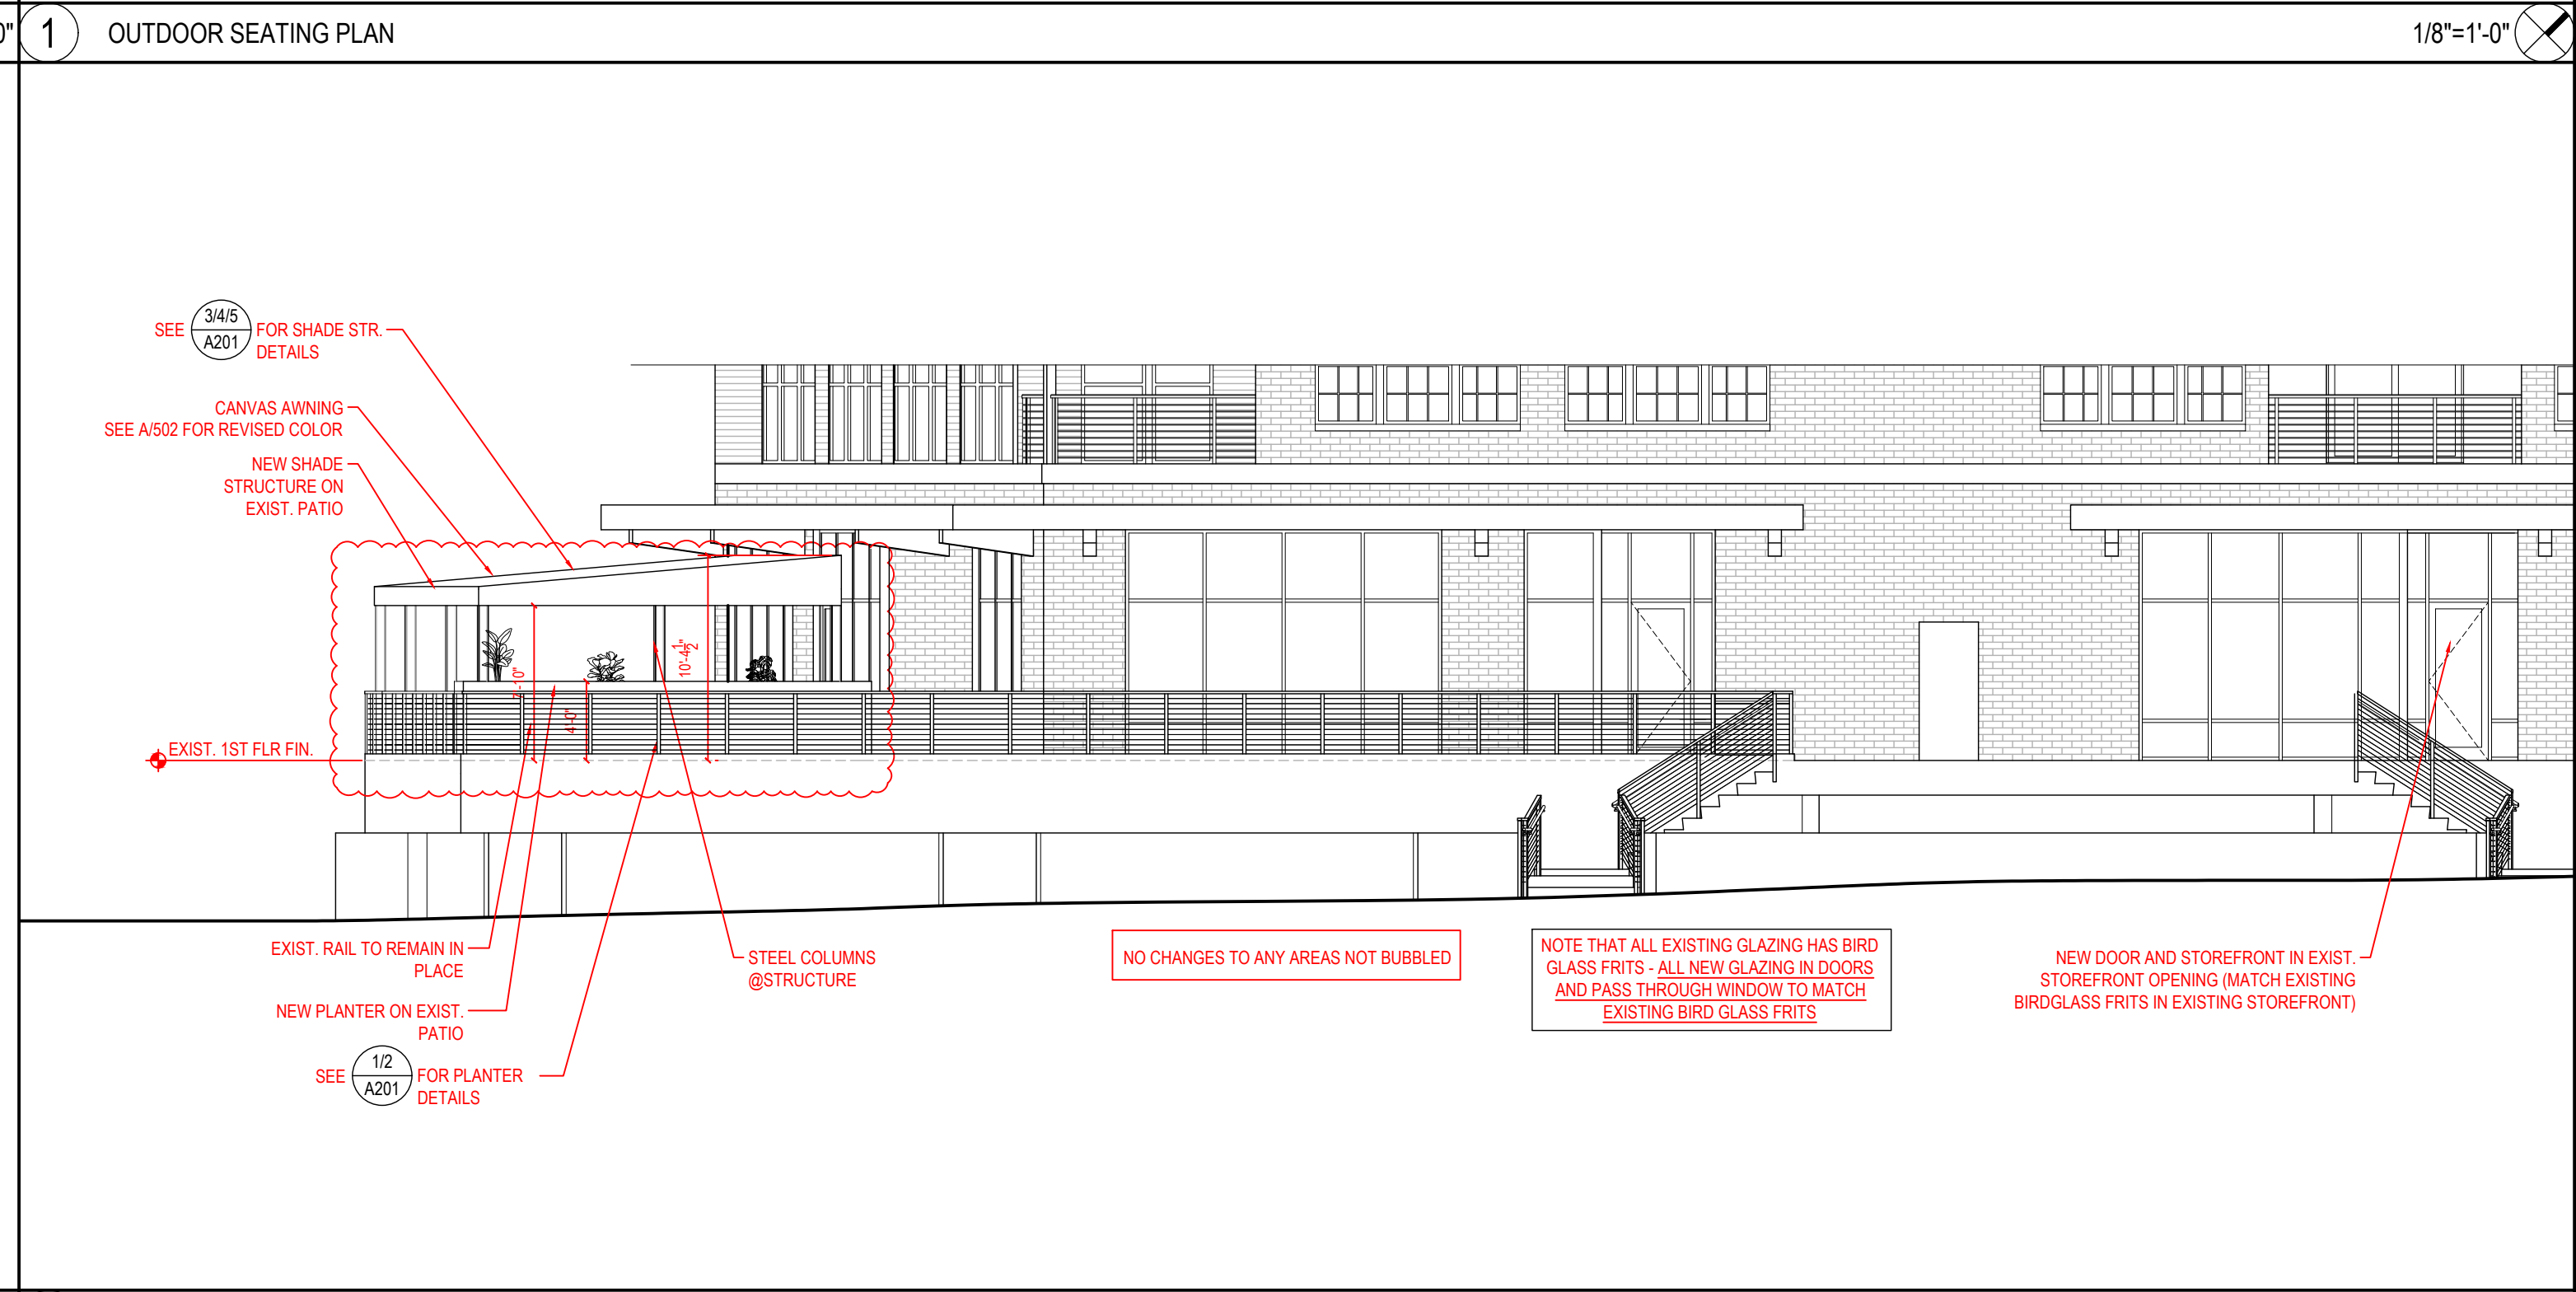 0"
1
OUTDOOR SEATING PLAN
1/8"=1'-0"
SEE
3/4/5
A201
FOR SHADE STR.
DETAILS
CANVAS AWNING
SEE A/502 FOR REVISED COLOR
NEW SHADE
STRUCTURE ON
EXIST. PATIO
10'-4 1/2"
4'-0"
EXIST. 1ST FLR FIN.
EXIST. RAIL TO REMAIN IN
PLACE
NEW PLANTER ON EXIST.
PATIO
SEE
1/2
A201
FOR PLANTER
DETAILS
STEEL COLUMNS
@STRUCTURE
NO CHANGES TO ANY AREAS NOT BUBBLED
NOTE THAT ALL EXISTING GLAZING HAS BIRD
GLASS FRITS - ALL NEW GLAZING IN DOORS
AND PASS THROUGH WINDOW TO MATCH
EXISTING BIRD GLASS FRITS
NEW DOOR AND STOREFRONT IN EXIST.
STOREFRONT OPENING (MATCH EXISTING
BIRDGLASS FRITS IN EXISTING STOREFRONT)